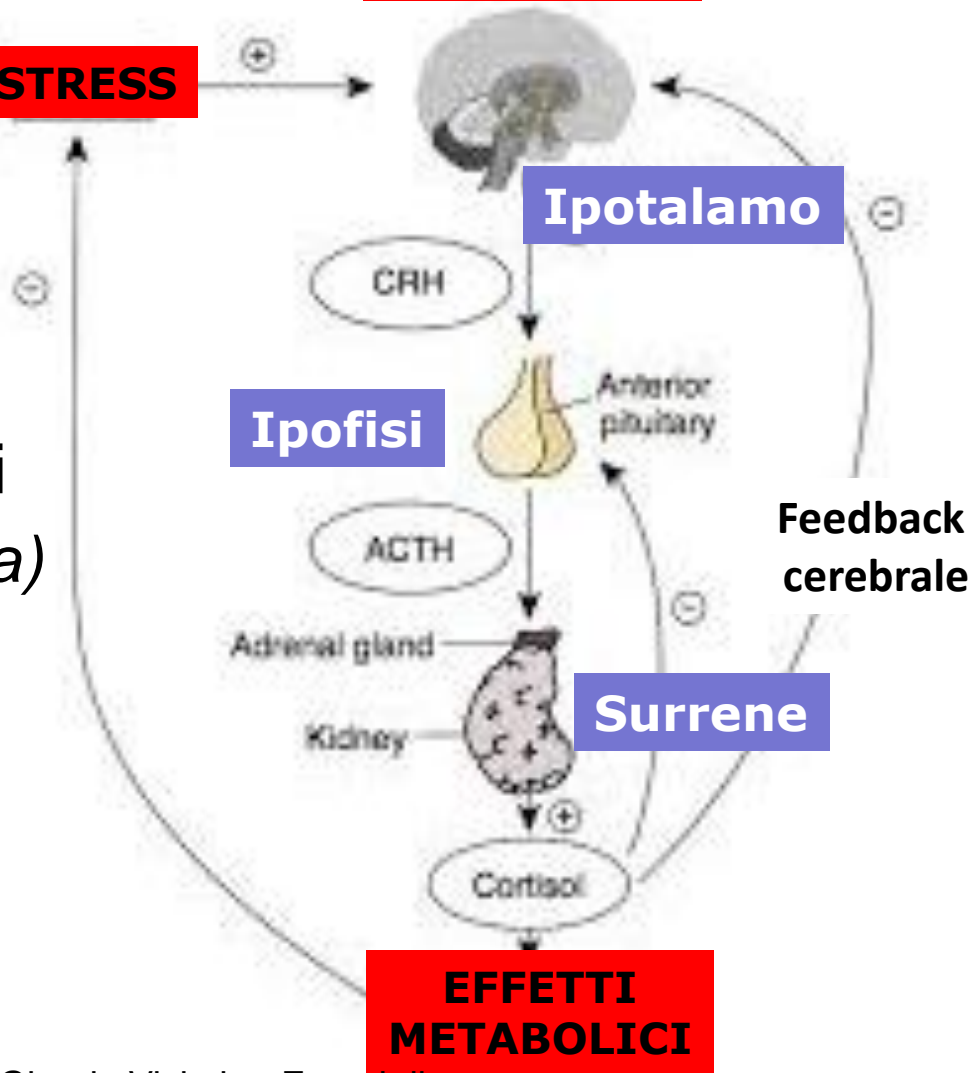 STRESS
+
Ipotalamo
-
CRH
-
Anterior
pituitary
Ipofisi
i
a)
Feedback
cerebrale
ACTH
-
Adrenal gland
Surrene
Kidney
+
Cortisol
EFFETTI
METABOLICI